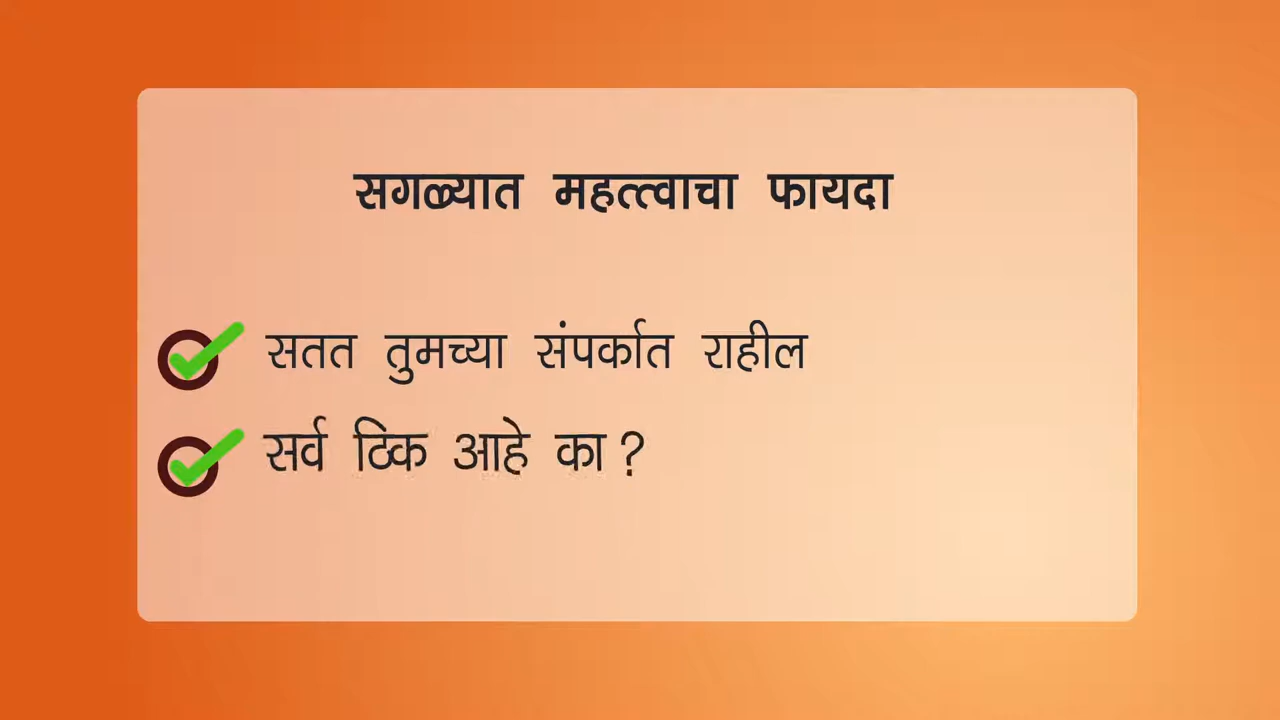 सगळ्यात महत्त्वाचा फायदा
सतत तुमच्या संपर्कात राहील
सर्व ठिक आहे का ?